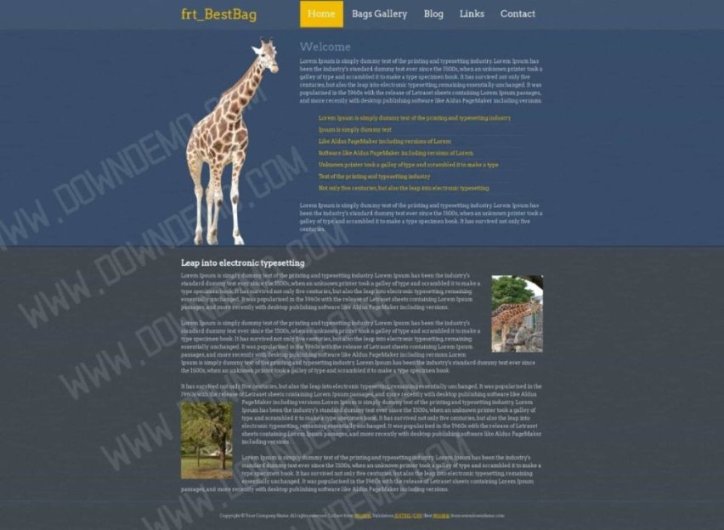 frt_BestBag
Home Bags Gallery Blog Links Contact
Welcome
Lorem Ipsum is simply dummy text of the printing and typesetting industry. Lorem Ipsum has
been the industry's standard dummy text ever since the 1500s, when an unknown printer took a
galley of type and scrambled it to make a type specimen book. It has survived not only five
centuries, but also the leap into electronic typesetting, remaining essentially unchanged. It was
popularised in the 1960s with the release of Letraset sheets containing Lorem Ipsum passages,
and more recently with desktop publishing software like Aldus PageMaker including versions
Lorem Ipsum is simply dummy text of the printing and typesetting industry
Ipsum is simply dummy text
Like Aldus PageMaker including versions of Lorem
Software like Aldus PageMaker including versions of Lorem
Unknown printer took a galley of type and scrambled it to make a type
Text of the printing and typesetting industry
Not only five centuries, but also the leap into electronic typesetting
Lorem Ipsum is simply dummy text of the printing and typesetting industry. Lorem Ipsum has
been the industry's standard dummy text ever since the 1500s, when an unknown printer took a
galley of type and scrambled it to make a type specimen book. It has survived not only five
centuries.
Leap into electronic typesetting
Lorem Ipsum is simply dummy text of the printing and typesetting industry. Lorem Ipsum has been the industry's
standard dummy text ever since the 1500s, when an unknown printer took a galley of type and scrambled it to make a
type specimen book. It has survived not only five centuries, but also the leap into electronic typesetting, remaining
essentially unchanged. It was popularised in the 1960s with the release of Letraset sheets containing Lorem Ipsum
passages, and more recently with desktop publishing software like Aldus PageMaker including versions.
Lorem Ipsum is simply dummy text of the printing and typesetting industry. Lorem Ipsum has been the industry's
standard dummy text ever since the 1500s, when an unknown printer took a galley of type and scrambled it to make a
type specimen book. It has survived not only five centuries, but also the leap into electronic typesetting, remaining
essentially unchanged. It was popularised in the 1960s with the release of Letraset sheets containing Lorem Ipsum
passages, and more recently with desktop publishing software like Aldus PageMaker including versions Lorem
Ipsum is simply dummy text of the printing and typesetting industry. Lorem Ipsum has been the industry's standard dummy text ever since
the 1500s, when an unknown printer took a galley of type and scrambled it to make a type specimen book
It has survived not only five centuries, but also the leap into electronic typesetting, remaining essentially unchanged. It was popularised in the
1960s with the release of Letraset sheets containing Lorem Ipsum passages, and more recently with desktop publishing software like Aldus
PageMaker including versions Lorem Ipsum is simply dummy text of the printing and typesetting industry. Lorem
Ipsum has been the industry's standard dummy text ever since the 1500s, when an unknown printer took a galley of
type and scrambled it to make a type specimen book. It has survived not only five centuries, but also the leap into
electronic typesetting, remaining essentially unchanged. It was popularised in the 1960s with the release of Letraset
sheets containing Lorem Ipsum passages, and more recently with desktop publishing software like Aldus PageMaker
including versions
Lorem Ipsum is simply dummy text of the printing and typesetting industry. Lorem Ipsum has been the industry's
standard dummy text ever since the 1500s, when an unknown printer took a galley of type and scrambled it to make a
type specimen book. It has survived not only five centuries, but also the leap into electronic typesetting, remaining
essentially unchanged. It was popularised in the 1960s with the release of Letraset sheets containing Lorem Ipsum
passages, and more recently with desktop publishing software like Aldus PageMaker including versions
Copyright © Your Company Name. All rights reserved.
WWW.DOWNDEMO.COM